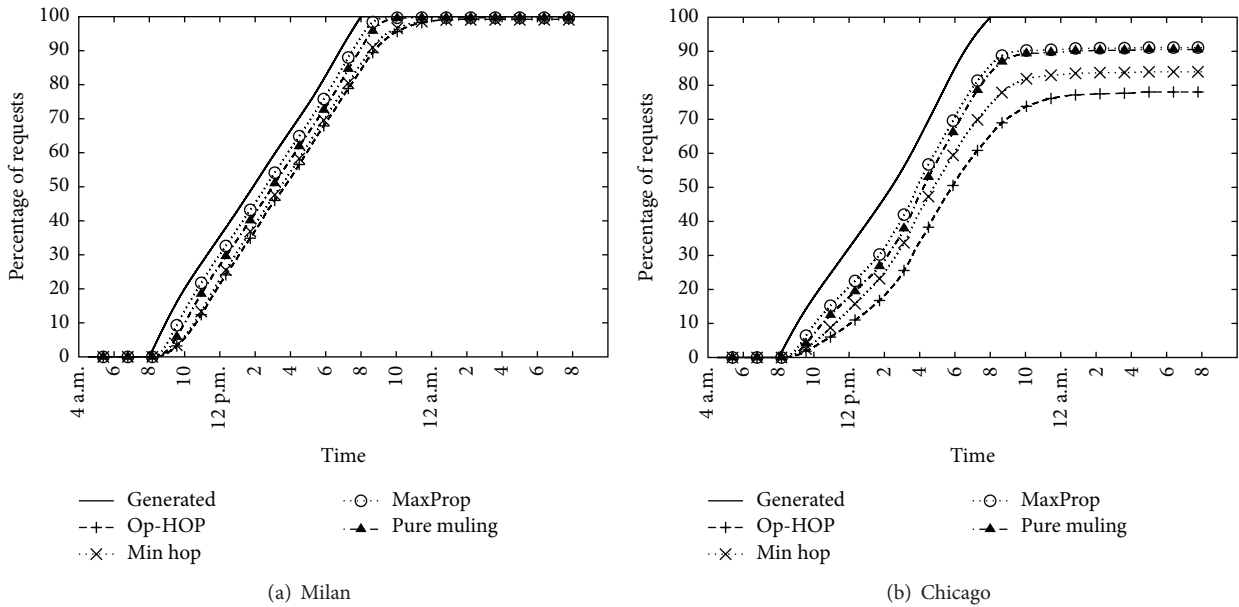 100
90
80
70
60
50
40
30
20
10
0
Percentage of requests
4 a.m.
6
8
10
12 p.m.
2
4
6
8
10
12 a.m.
2
4
6
8
Time
Generated
Op-HOP
Min hop
MaxProp
Pure muling
(a) Milan
100
90
80
70
60
50
40
30
20
10
0
Percentage of requests
4 a.m.
6
8
10
12 p.m.
2
4
6
8
10
12 a.m.
2
4
6
8
Time
Generated
Op-HOP
Min hop
MaxProp
Pure muling
(b) Chicago